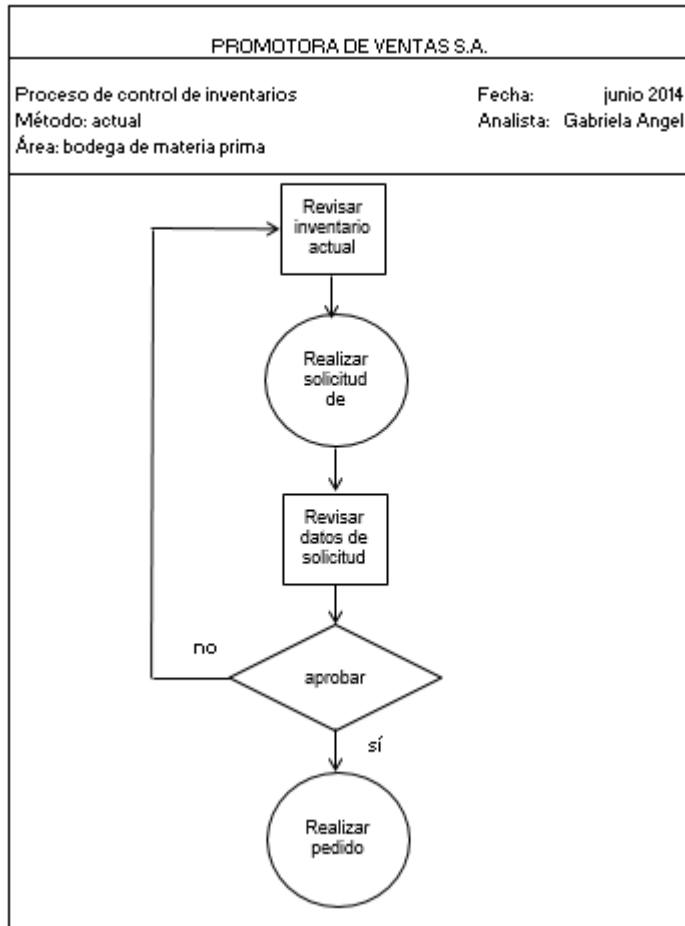 PROMOTORA DE VENTAS S.A.
Proceso de control de inventarios
Fecha: junio 2014
Método: actual
Analista: Gabriela Angel
Área: bodega de materia prima
Revisar
inventario
actual
Realizar
solicitud
de
Revisar
datos de
solicitud
no
aprobar
sí
Realizar
pedido